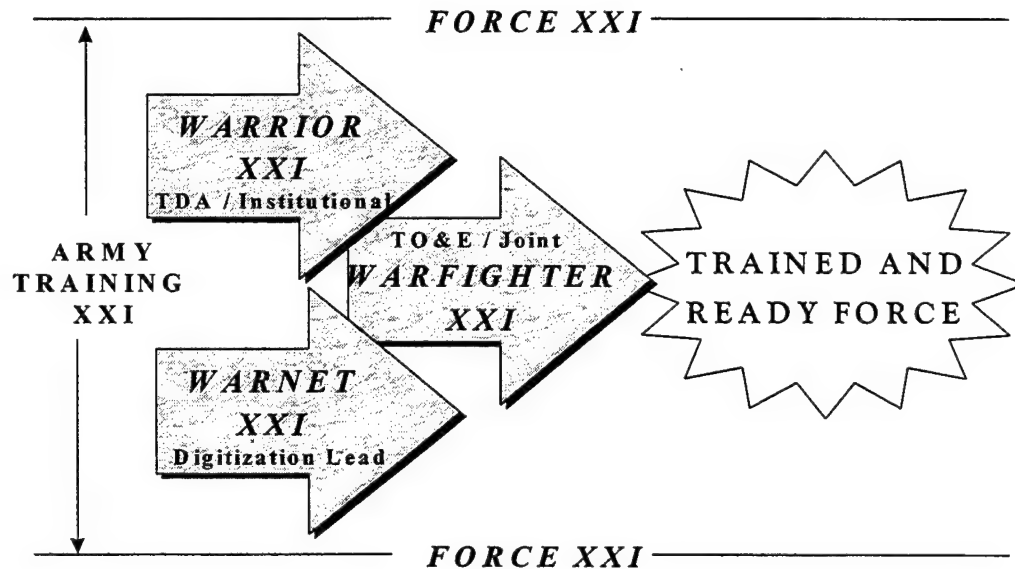 FORCE XXI
WARRIOR
XXI
TDA / Institutional
TO&E / Joint
WARFIGHTER
XXI
ARMY
TRAINING
XXI
TRAINED AND
READY FORCE
WARNET
XXI
Digitization Lead
FORCE XXI